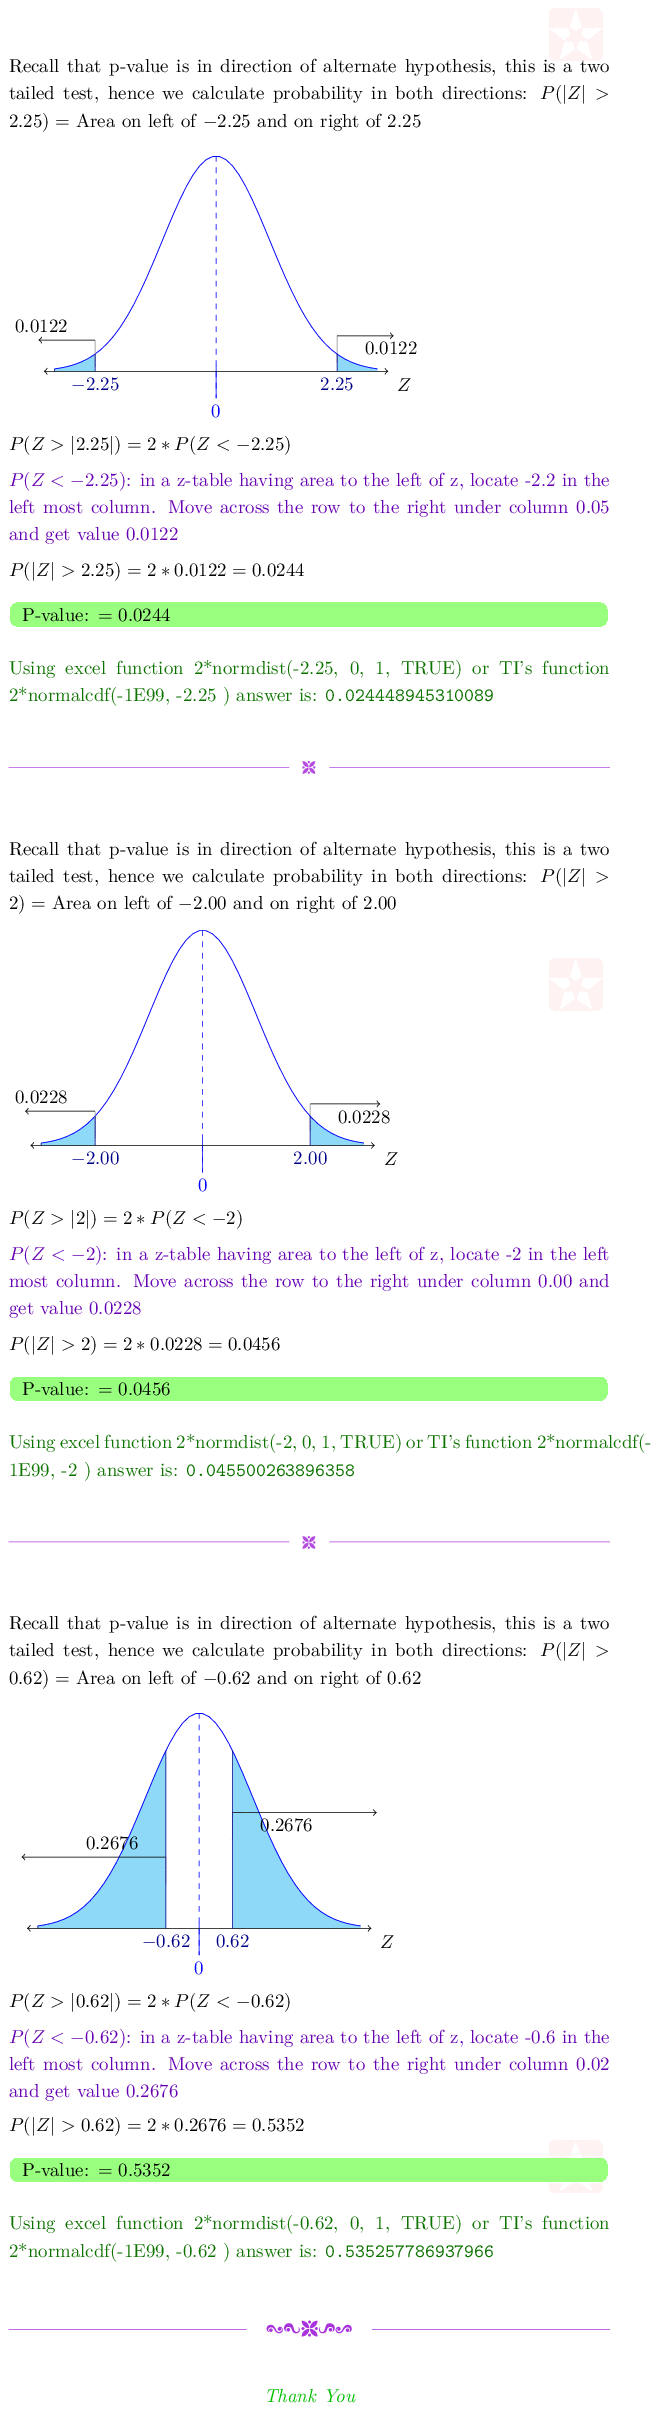 Recall that p-value is in direction of alternate hypothesis, this is a two
tailed test, hence we calculate probability in both directions: P(|Z| >
2.25) = Area on left of −2.25 and on right of 2.25
0.0122
0.0122
−2.25
2.25
Z
0
P(Z > |2.25|) = 2 ∗ P(Z < −2.25)
P(Z < −2.25): in a z-table having area to the left of z, locate -2.2 in the
left most column. Move across the row to the right under column 0.05
and get value 0.0122
P(|Z| > 2.25) = 2 ∗ 0.0122 = 0.0244
P-value: = 0.0244
Using excel function 2*normdist(-2.25, 0, 1, TRUE) or TI's function
2*normalcdf(-1E99, -2.25 ) answer is: 0.024448945310089
Recall that p-value is in direction of alternate hypothesis, this is a two
tailed test, hence we calculate probability in both directions: P(|Z| >
2) = Area on left of −2.00 and on right of 2.00
0.0228
0.0228
−2.00
2.00
Z
0
P(Z > |2|) = 2 ∗ P(Z < −2)
P(Z < −2): in a z-table having area to the left of z, locate -2 in the left
most column. Move across the row to the right under column 0.00 and
get value 0.0228
P(|Z| > 2) = 2 ∗ 0.0228 = 0.0456
P-value: = 0.0456
Using excel function 2*normdist(-2, 0, 1, TRUE) or TI's function 2*normalcdf(-
1E99, -2 ) answer is: 0.045500263896358
Recall that p-value is in direction of alternate hypothesis, this is a two
tailed test, hence we calculate probability in both directions: P(|Z| >
0.62) = Area on left of −0.62 and on right of 0.62
0.2676
0.2676
−0.62
0.62
Z
0
P(Z > |0.62|) = 2 ∗ P(Z < −0.62)
P(Z < −0.62): in a z-table having area to the left of z, locate -0.6 in the
left most column. Move across the row to the right under column 0.02
and get value 0.2676
P(|Z| > 0.62) = 2 ∗ 0.2676 = 0.5352
P-value: = 0.5352
Using excel function 2*normdist(-0.62, 0, 1, TRUE) or TI's function
2*normalcdf(-1E99, -0.62 ) answer is: 0.535257786937966
Thank You